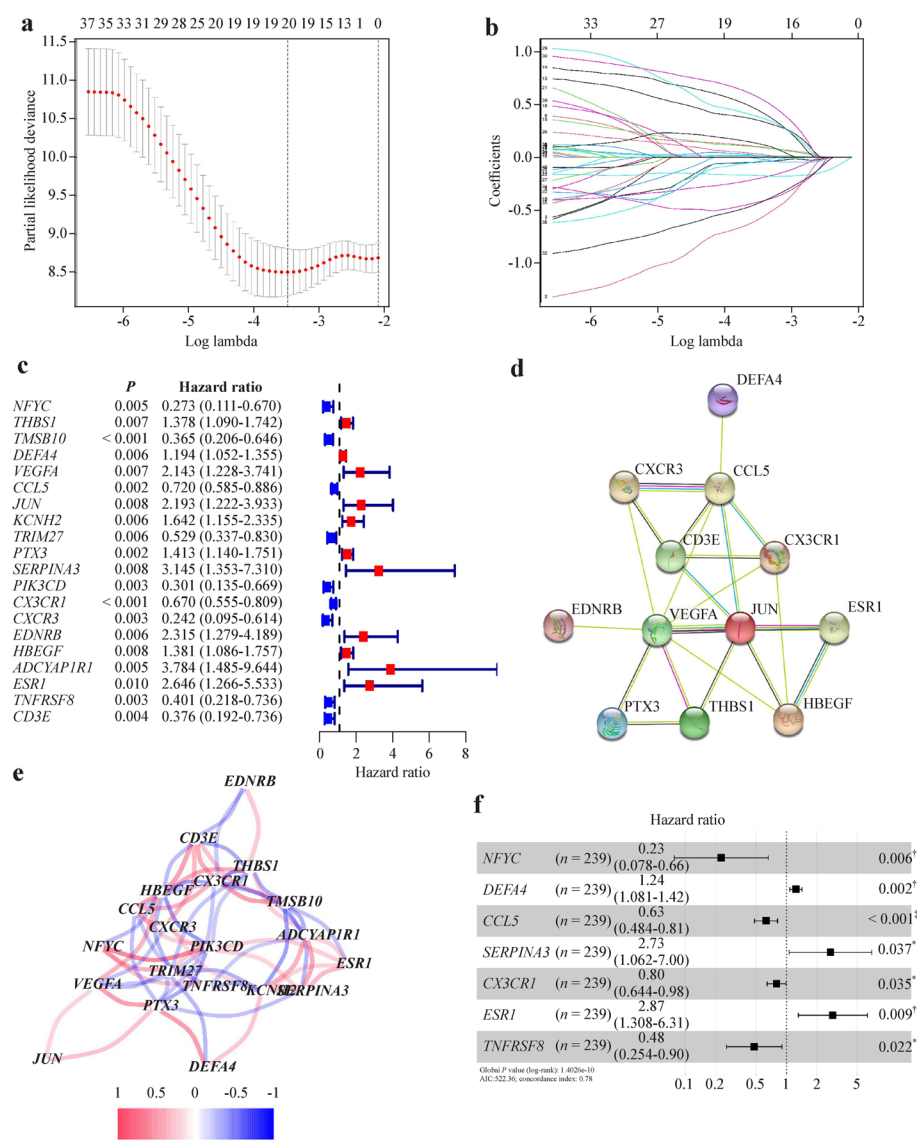 a
37 35 33 31 29 28 25 20 19 19 19 20 19 15 13 1 0
11.5
11.0
10.5
10.0
9.5
9.0
8.5
Partial likelihood deviance
-6 -5 -4 -3 -2
Log lambda
b
33 27 19 16 0
1.0
0.5
0.0
-0.5
-1.0
Coefficients
-6 -5 -4 -3 -2
Log lambda
c
P Hazard ratio
NFYC 0.005 0.273 (0.111-0.670)
THBS1 0.007 1.378 (1.090-1.742)
TMSB10 < 0.001 0.365 (0.206-0.646)
DEFA4 0.006 1.194 (1.052-1.355)
VEGFA 0.007 2.143 (1.228-3.741)
CCL5 0.002 0.720 (0.585-0.886)
JUN 0.008 2.193 (1.222-3.933)
KCNH2 0.006 1.642 (1.155-2.335)
TRIM27 0.006 0.529 (0.337-0.830)
PTX3 0.002 1.413 (1.140-1.751)
SERPINA3 0.008 3.145 (1.353-7.310)
PIK3CD 0.003 0.301 (0.135-0.669)
CX3CR1 < 0.001 0.670 (0.555-0.809)
CXCR3 0.003 0.242 (0.095-0.614)
EDNRB 0.006 2.315 (1.279-4.189)
HBEGF 0.008 1.381 (1.086-1.757)
ADCYAP1R1 0.005 3.784 (1.485-9.644)
ESR1 0.010 2.646 (1.266-5.533)
TNFRSF8 0.003 0.401 (0.218-0.736)
CD3E 0.004 0.376 (0.192-0.736)
0 2 4 6 8
Hazard ratio
d
DEFA4
CXCR3
CCL5
CD3E
CX3CR1
EDNRB
VEGFA
JUN
ESR1
PTX3
THBS1
HBEGF
e
EDNRB
CD3E
THBS1
CX3CR1
HBEGF
TMSB10
CCL5
CXCR3
ADCYAP1R1
NFYC
PIK3CD
ESR1
TRIM27
VEGFA
TNFRSF8
KCNH2
SERPINA3
PTX3
JUN
DEFA4
1 0.5 0 -0.5 -1
f
Hazard ratio
NFYC (n = 239) 0.23 (0.078-0.66) 0.006†
DEFA4 (n = 239) 1.24 (1.081-1.42) 0.002†
CCL5 (n = 239) 0.63 (0.484-0.81) < 0.001‡
SERPINA3 (n = 239) 2.73 (1.062-7.00) 0.037*
CX3CR1 (n = 239) 0.80 (0.644-0.98) 0.035*
ESR1 (n = 239) 2.87 (1.308-6.31) 0.009†
TNFRSF8 (n = 239) 0.48 (0.254-0.90) 0.022*
Global P value (log-rank): 1.4026e-10
AIC:522.36; concordance index: 0.78
0.1 0.2 0.5 1 2 5